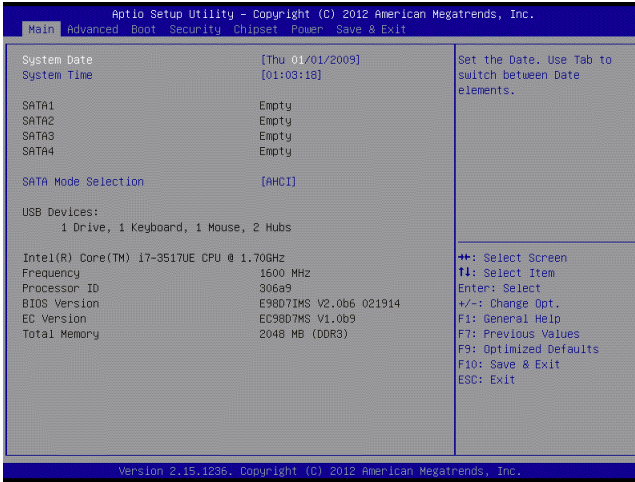 Aptio Setup Utility – Copyright (C) 2012 American Megatrends, Inc.
Main Advanced Boot Security Chipset Power Save & Exit
System Date [Thu 01/01/2009]
System Time [01:03:18]
SATA1 Empty
SATA2 Empty
SATA3 Empty
SATA4 Empty
SATA Mode Selection [AHCI]
USB Devices:
1 Drive, 1 Keyboard, 1 Mouse, 2 Hubs
Intel(R) Core(TM) i7-3517UE CPU @ 1.70GHz
Frequency 1600 MHz
Processor ID 306a9
BIOS Version E98D7IMS V2.0b6 021914
EC Version EC98D7MS V1.0b9
Total Memory 2048 MB (DDR3)
Set the Date. Use Tab to
switch between Date
elements.
→←: Select Screen
↑↓: Select Item
Enter: Select
+/-: Change Opt.
F1: General Help
F7: Previous Values
F9: Optimized Defaults
F10: Save & Exit
ESC: Exit
Version 2.15.1236. Copyright (C) 2012 American Megatrends, Inc.